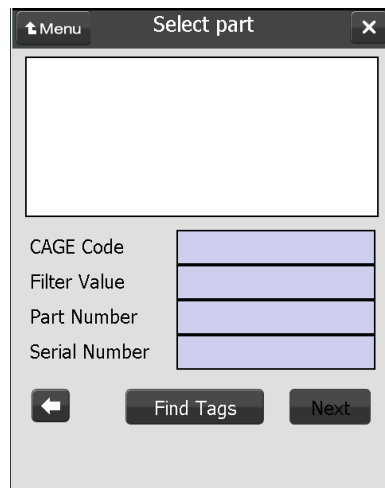 Menu Select part
CAGE Code
Filter Value
Part Number
Serial Number
Find Tags Next